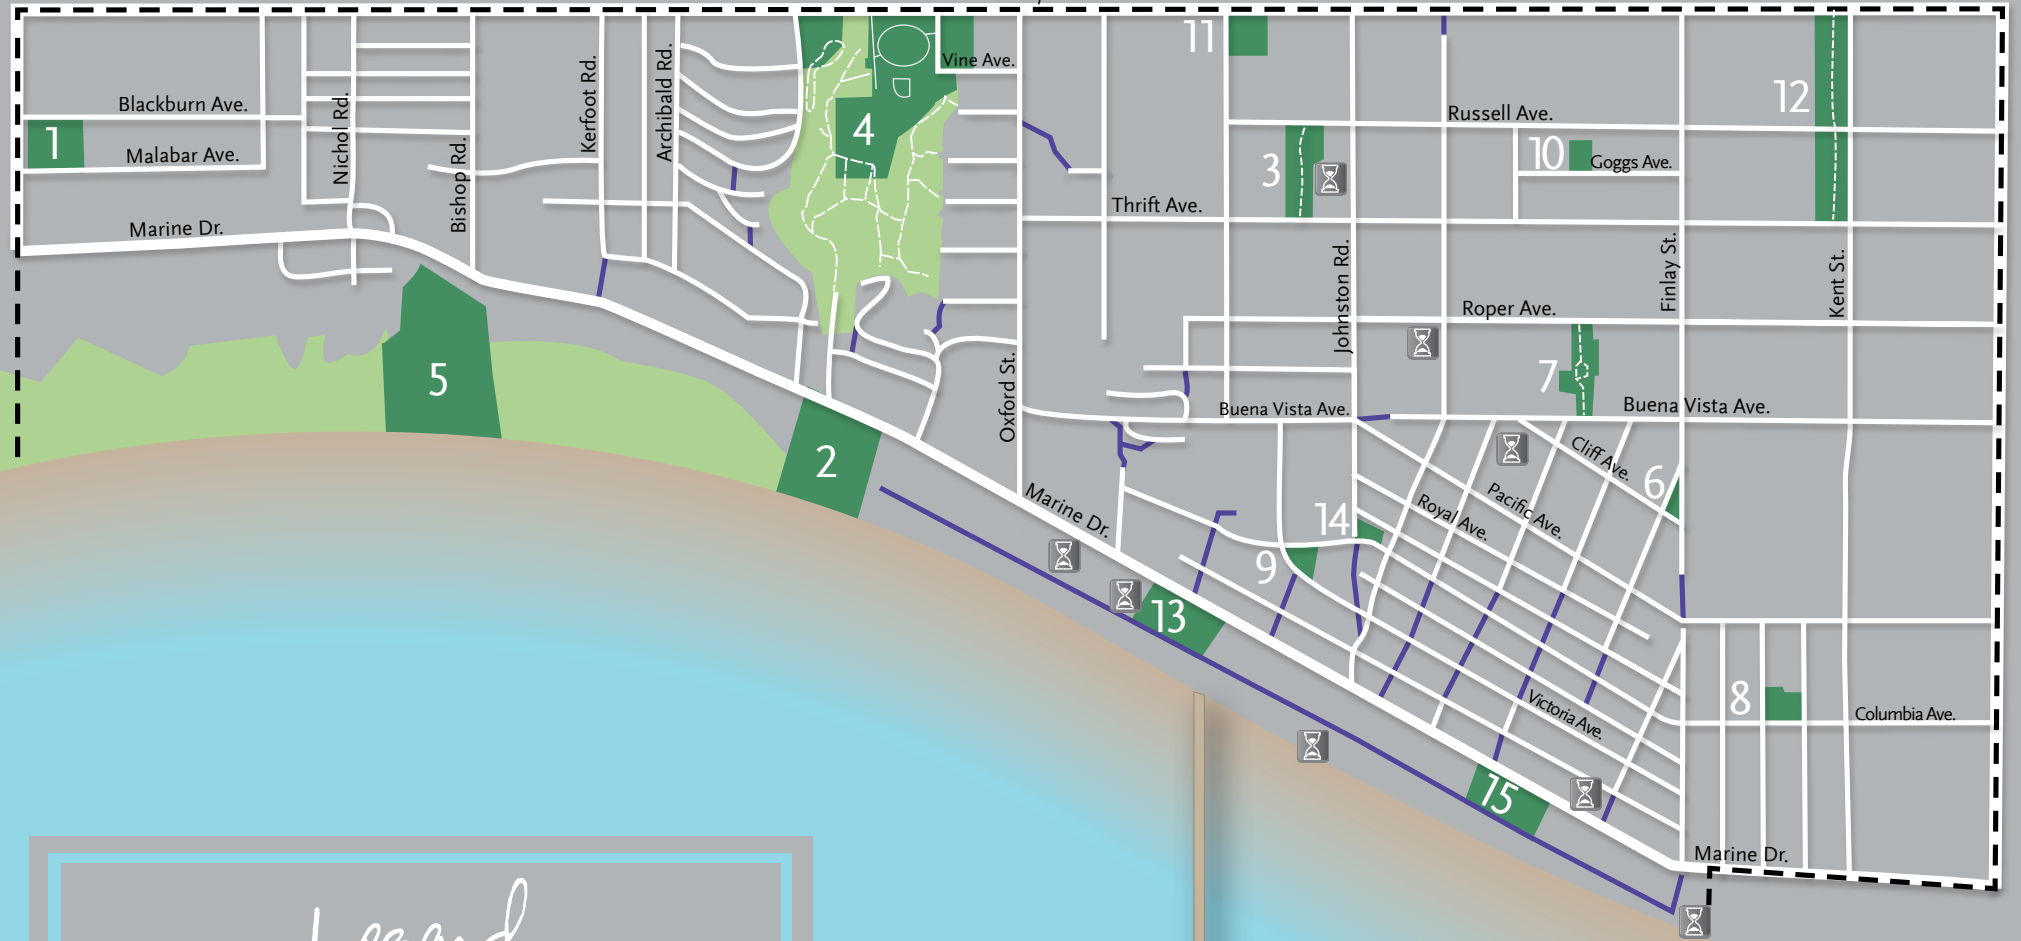 11
Vine Ave.
Blackburn Ave.
Nichol Rd.
Kerfoot Rd.
Archibald Rd.
4
12
Russell Ave.
1
Malabar Ave.
Bishop Rd.
3
10
Goggs Ave.
Thrift Ave.
Marine Dr.
Johnston Rd.
Finlay St.
Kent St.
Roper Ave.
5
7
Oxford St.
Buena Vista Ave.
Buena Vista Ave.
2
Cliff Ave.
6
Marine Dr.
14
Royal Ave.
Pacific Ave.
9
13
8
Victoria Ave.
Columbia Ave.
15
Marine Dr.
Legend